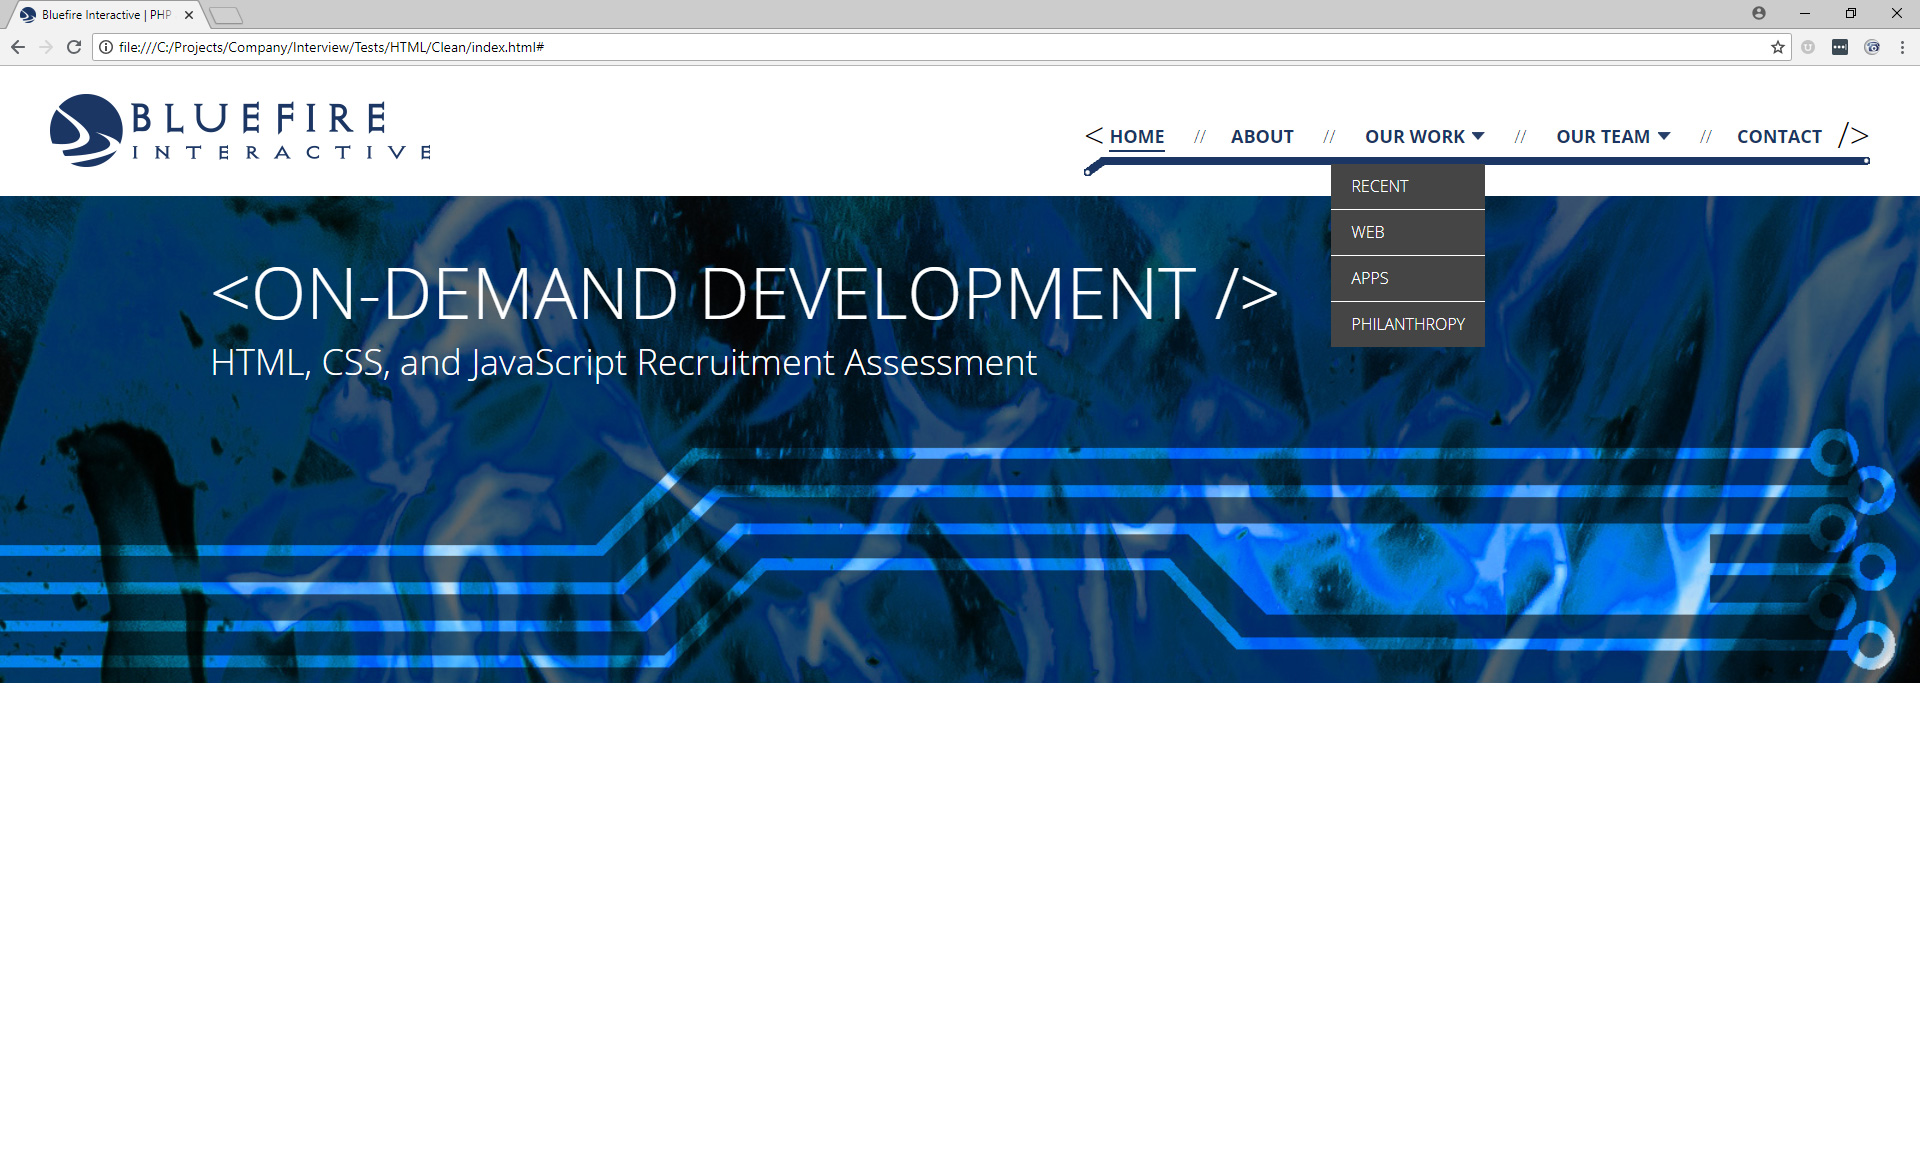 Bluefire Interactive | PHP
file:///C:/Projects/Company/Interview/Tests/HTML/Clean/index.html#
BLUEFIRE
INTERACTIVE
< HOME // ABOUT // OUR WORK // OUR TEAM // CONTACT />
RECENT
WEB
APPS
PHILANTHROPY
<ON-DEMAND DEVELOPMENT />
HTML, CSS, and JavaScript Recruitment Assessment